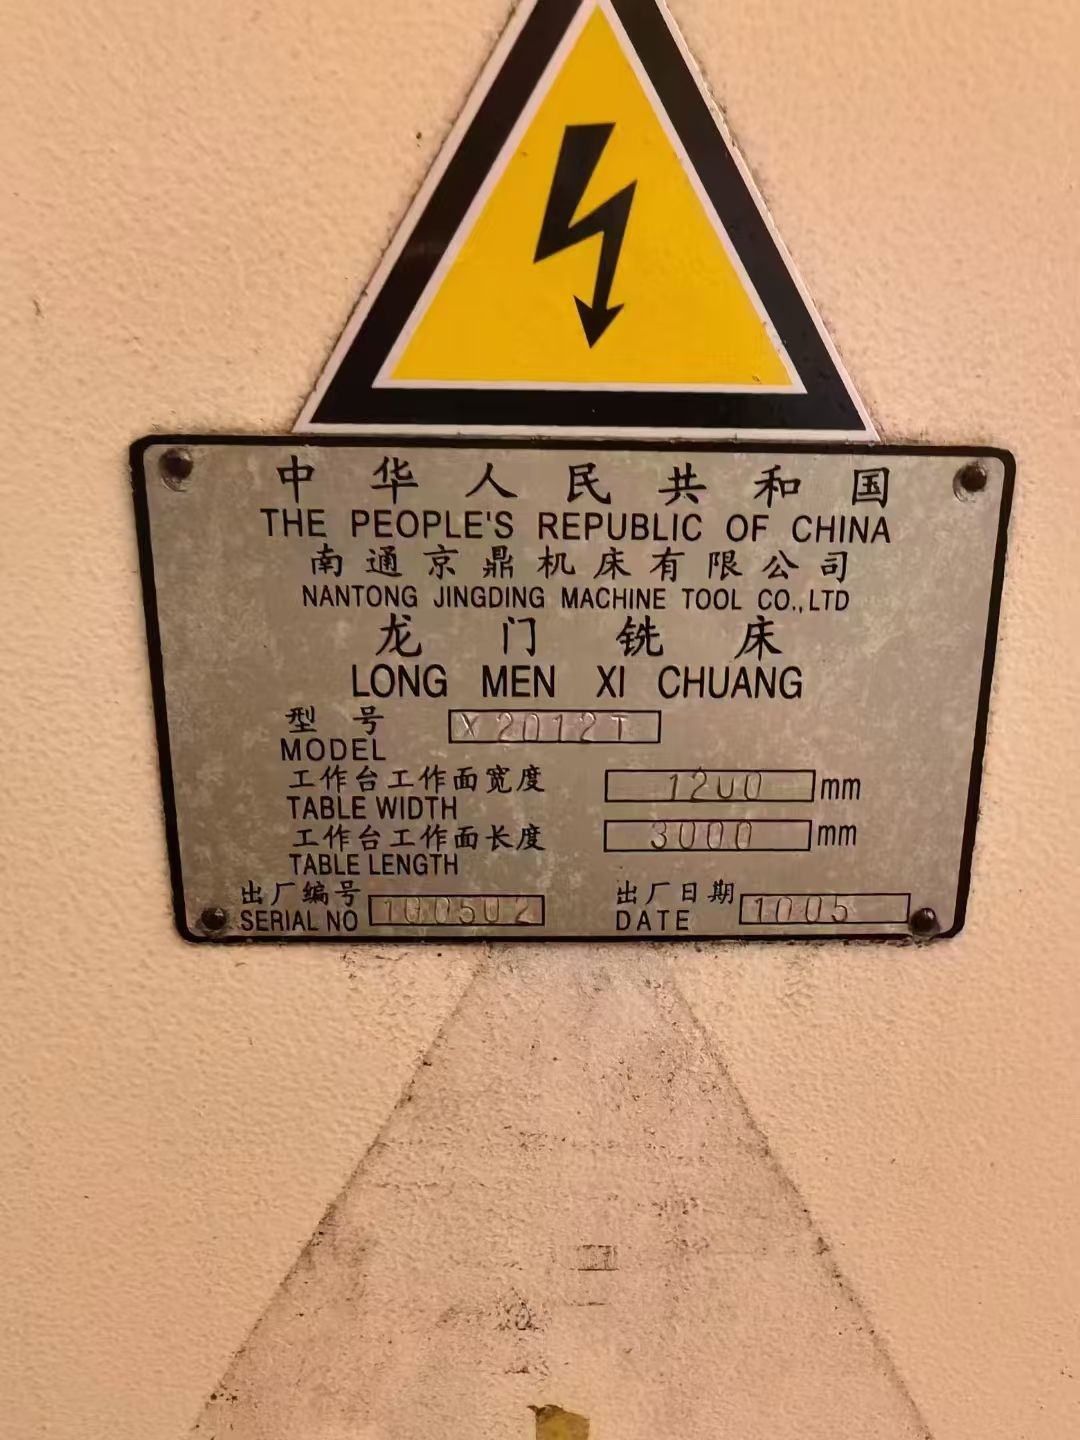 中华人民共和国
THE PEOPLE'S REPUBLIC OF CHINA
南通京鼎机床有限公司
NANTONG JINGDING MACHINE TOOL CO.,LTD
龙门铣床
LONG MEN XI CHUANG
型号 X2012T
MODEL
工作台工作面宽度 1200 mm
TABLE WIDTH
工作台工作面长度 3000 mm
TABLE LENGTH
出厂编号 100502 出厂日期 1005
SERIAL NO DATE